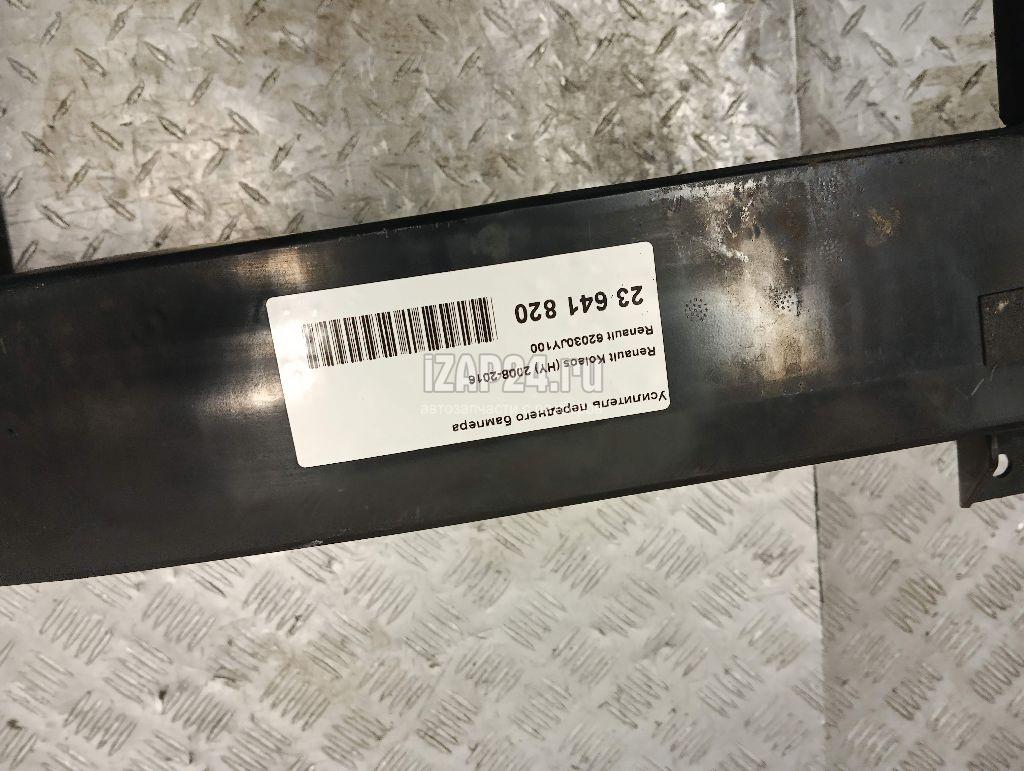 Усилитель переднего бампера
Renault Koleos (HY) 2008-2016
Renault 62030JY100
23 641 820
iZAP24.ru